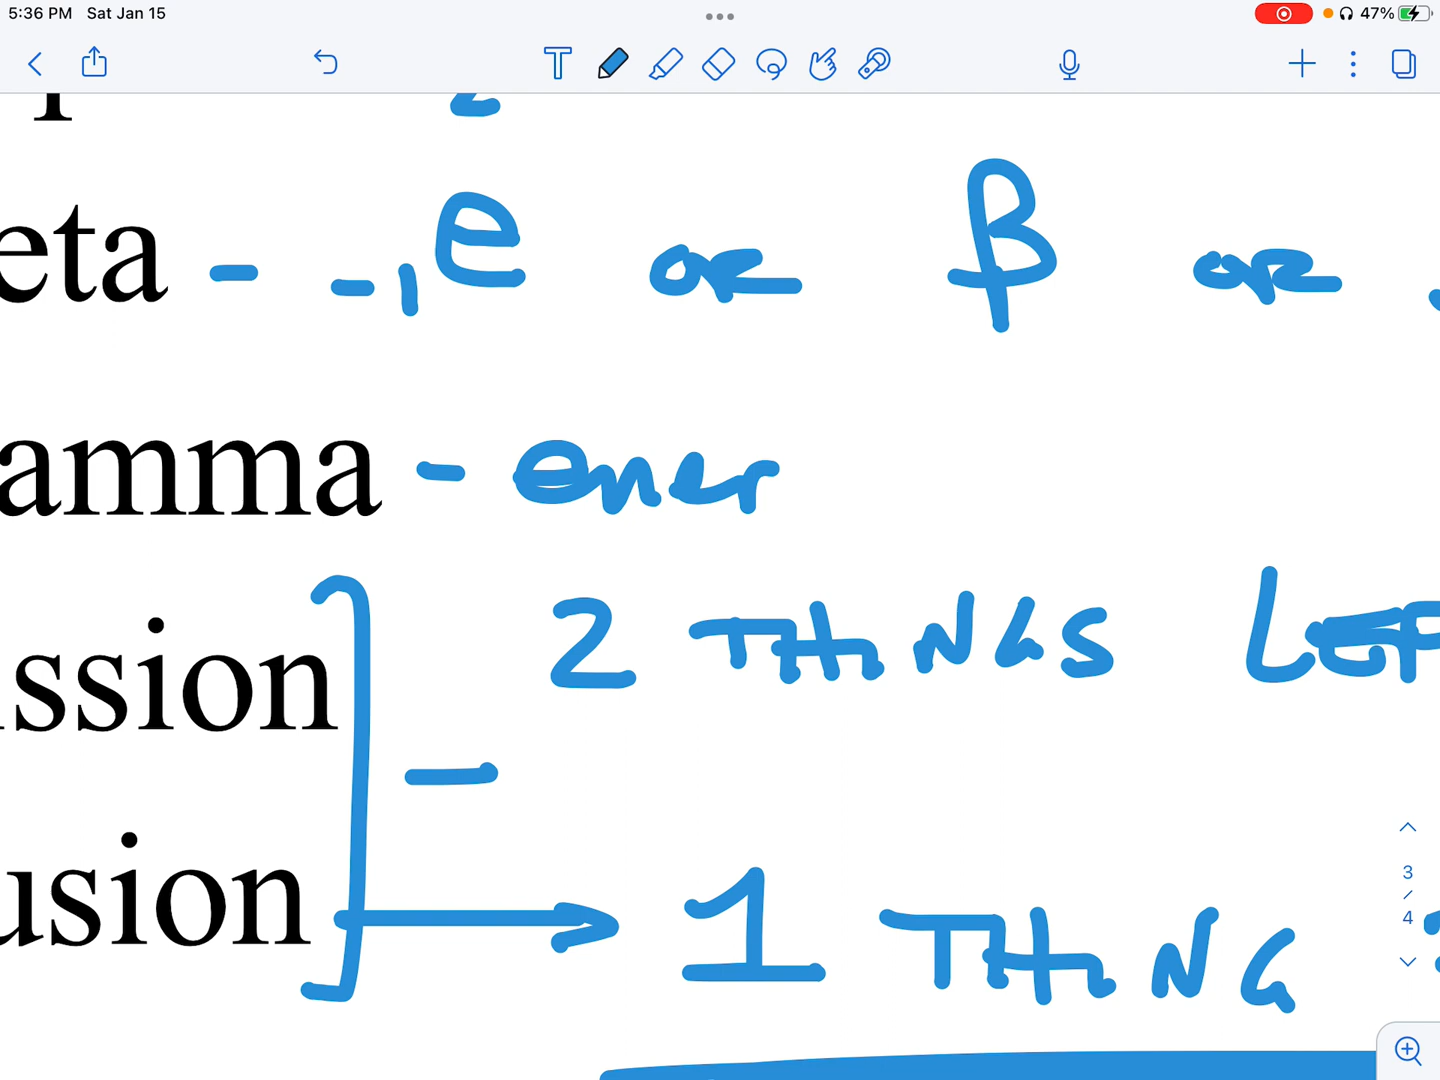 5:36 PM Sat Jan 15
47%
eta - -1e or β or
amma - ener
ssion
2 THINGS LEF
-
usion
1 THING
3
/
4